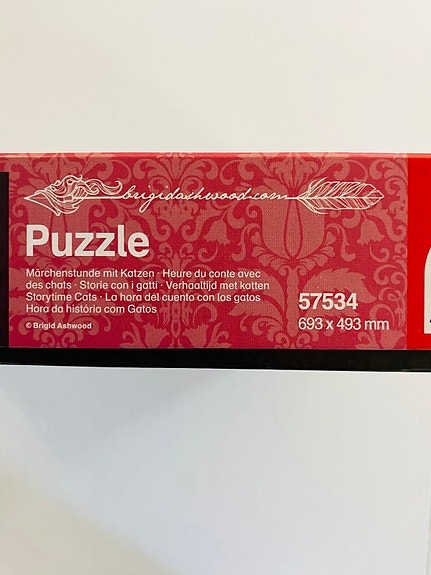 brigidashwood.com
Puzzle
Märchenstunde mit Katzen · Heure du conte avec
des chats · Storie con i gatti · Verhaaltijd met katten
Storytime Cats · La hora del cuento con los gatos
Hora da história com Gatos
© Brigid Ashwood
57534
693 x 493 mm